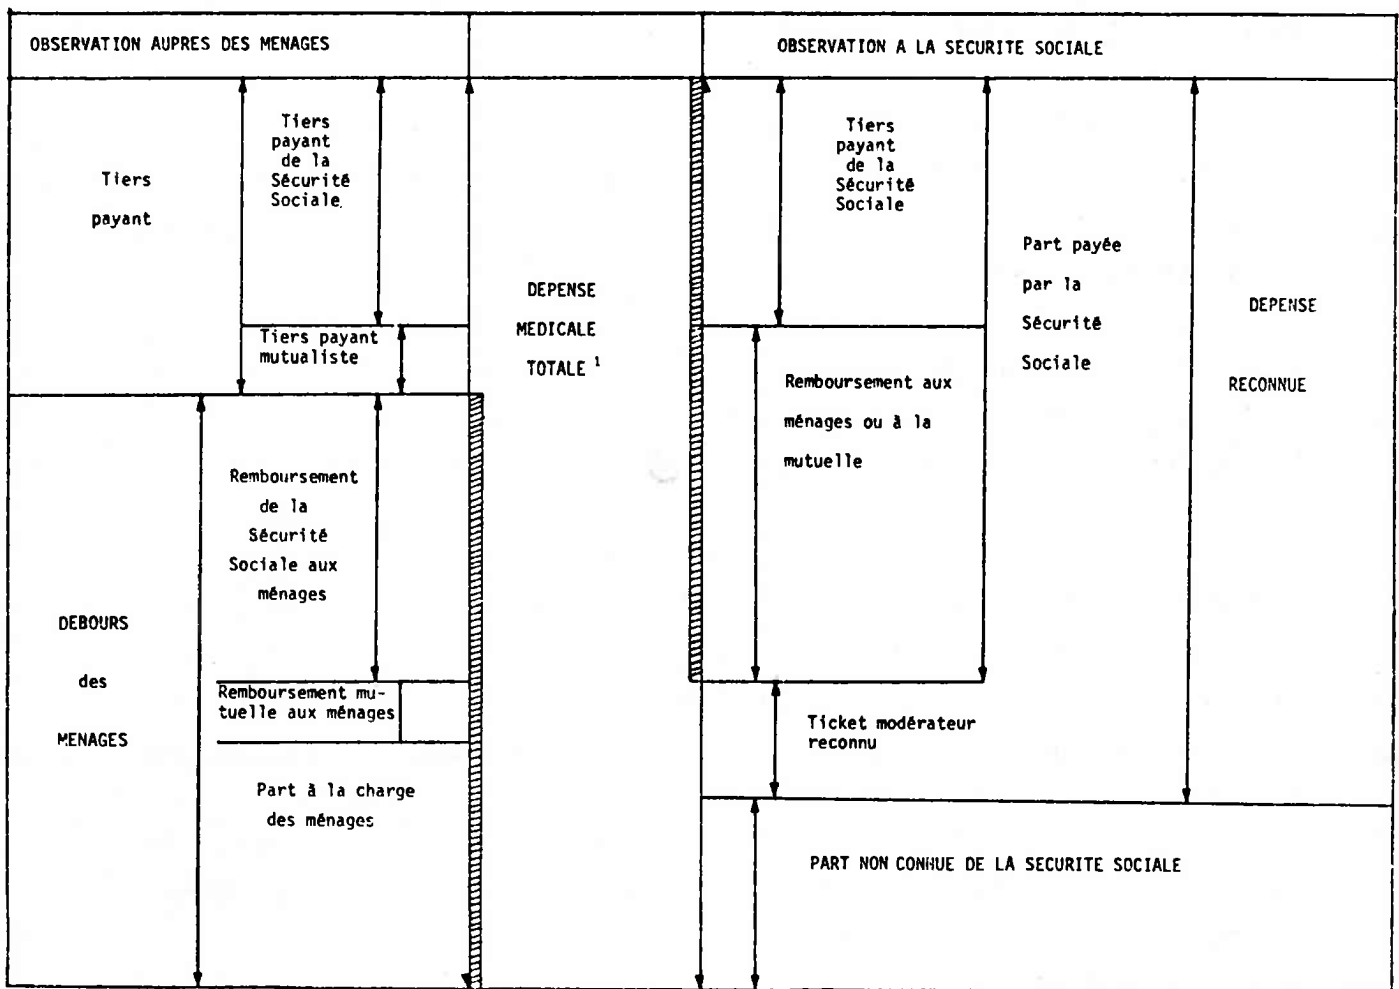 OBSERVATION AUPRES DES MENAGES
OBSERVATION A LA SECURITE SOCIALE
Tiers
payant
Tiers
payant
de la
Sécurité
Sociale.
Tiers payant
mutualiste
DEPENSE
MEDICALE
TOTALE 1
Tiers
payant
de la
Sécurité
Sociale
Part payée
par la
Sécurité
Sociale
DEPENSE
RECONNUE
Remboursement aux
ménages ou à la
mutuelle
Remboursement
de la
Sécurité
Sociale aux
ménages
DEBOURS
des
MENAGES
Remboursement mu-
tuelle aux ménages
Part à la charge
des ménages
Ticket modérateur
reconnu
PART NON CONNUE DE LA SECURITE SOCIALE